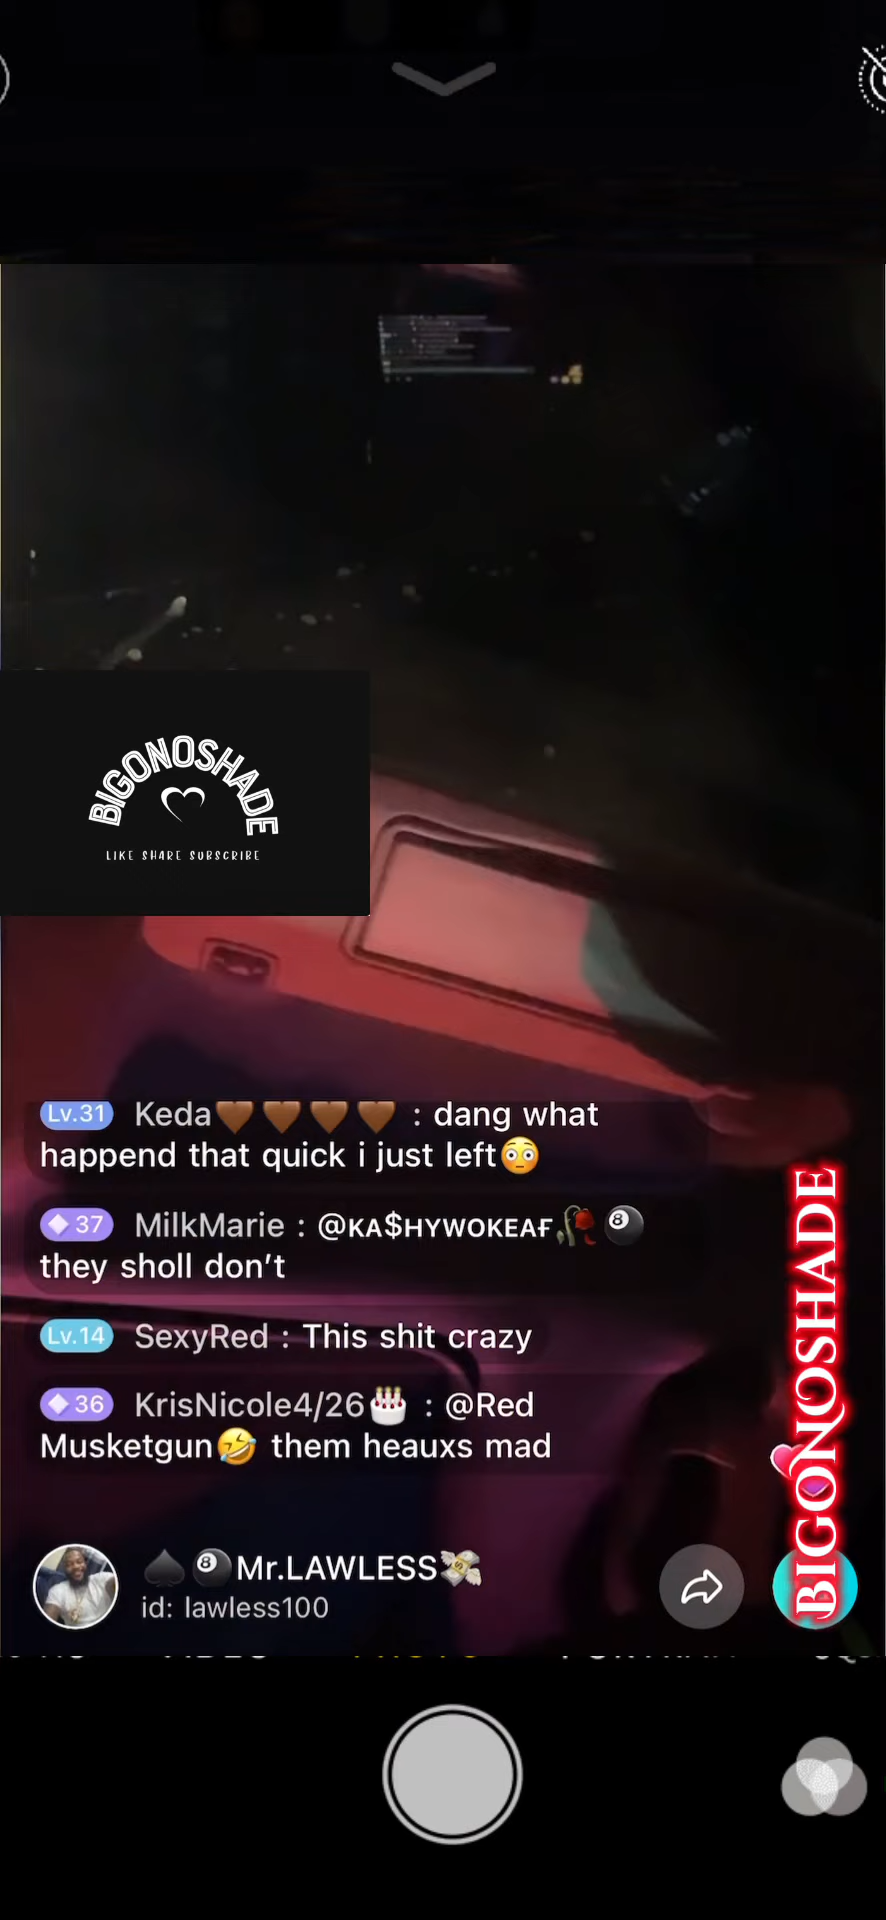 BIGONOSHADE
LIKE SHARE SUBSCRIBE
Lv.31 Keda🤎🤎🤎🤎 : dang what
happend that quick i just left😳
37 MilkMarie : @ᴋᴀ$ʜʏᴡᴏᴋᴇᴀғ🥀🎱
they sholl don’t
Lv.14 SexyRed : This shit crazy
36 KrisNicole4/26🎂 : @Red
Musketgun🤣 them heauxs mad
♠️🎱Mr.LAWLESS💸
id: lawless100
BIGONOSHADE